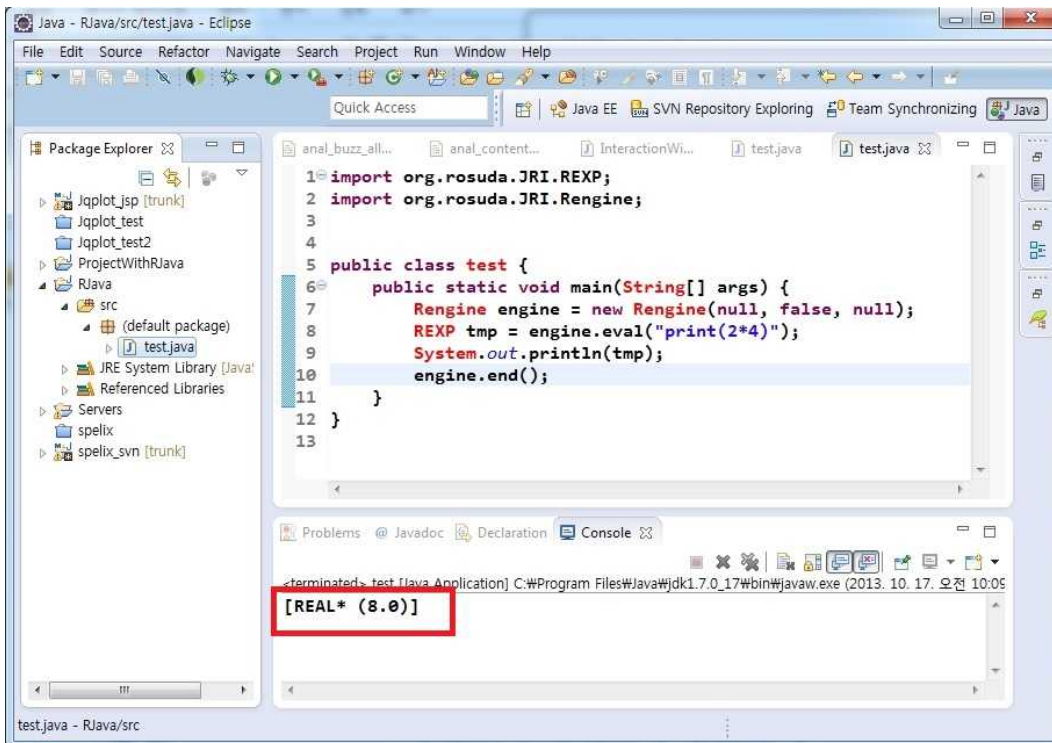 Java - RJava/src/test.java - Eclipse
File Edit Source Refactor Navigate Search Project Run Window Help
Quick Access Java EE SVN Repository Exploring Team Synchronizing Java
Package Explorer
Jqplot_jsp [trunk]
Jqplot_test
Jqplot_test2
ProjectWithRJava
RJava
src
(default package)
test.java
JRE System Library [Java
Referenced Libraries
Servers
spelix
spelix_svn [trunk]
anal_buzz_all... anal_content... InteractionWi... test.java test.java
1 import org.rosuda.JRI.REXP;
2 import org.rosuda.JRI.Rengine;
3
4
5 public class test {
6 public static void main(String[] args) {
7 Rengine engine = new Rengine(null, false, null);
8 REXP tmp = engine.eval("print(2*4)");
9 System.out.println(tmp);
10 engine.end();
11 }
12 }
13
Problems @ Javadoc Declaration Console
<terminated> test [Java Application] C:₩Program Files₩Java₩jdk1.7.0_17₩bin₩javaw.exe (2013. 10. 17. 오전 10:09
[REAL* (8.0)]
test.java - RJava/src